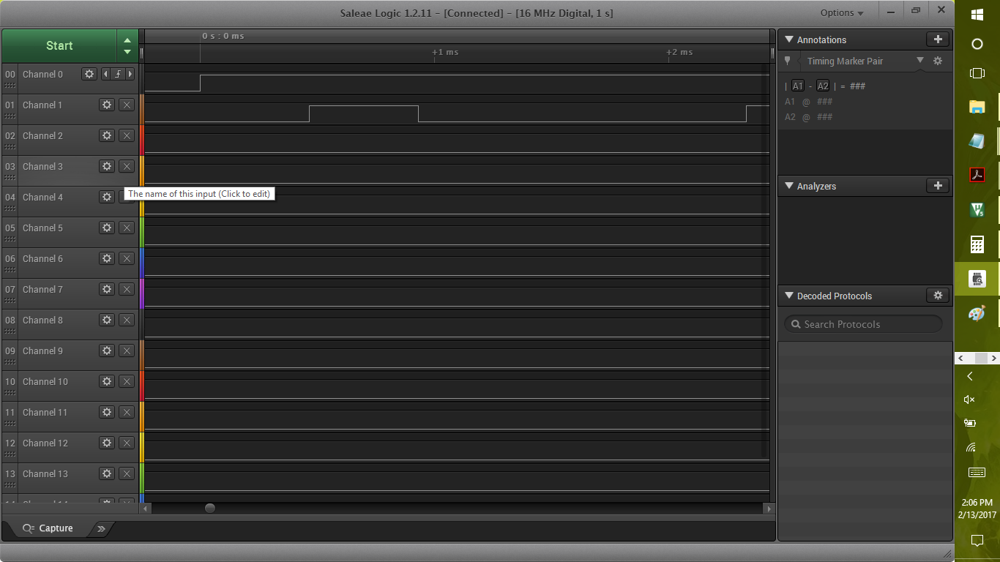 Saleae Logic 1.2.11 – [Connected] – [16 MHz Digital, 1 s]
Options
Start
0 s : 0 ms
+1 ms
+2 ms
00 Channel 0
01 Channel 1
02 Channel 2
03 Channel 3
04 Channel 4
The name of this input (Click to edit)
05 Channel 5
06 Channel 6
07 Channel 7
08 Channel 8
09 Channel 9
10 Channel 10
11 Channel 11
12 Channel 12
13 Channel 13
Capture
Annotations
Timing Marker Pair
| A1 - A2 | = ###
A1 @ ###
A2 @ ###
Analyzers
Decoded Protocols
Search Protocols
2:06 PM
2/13/2017